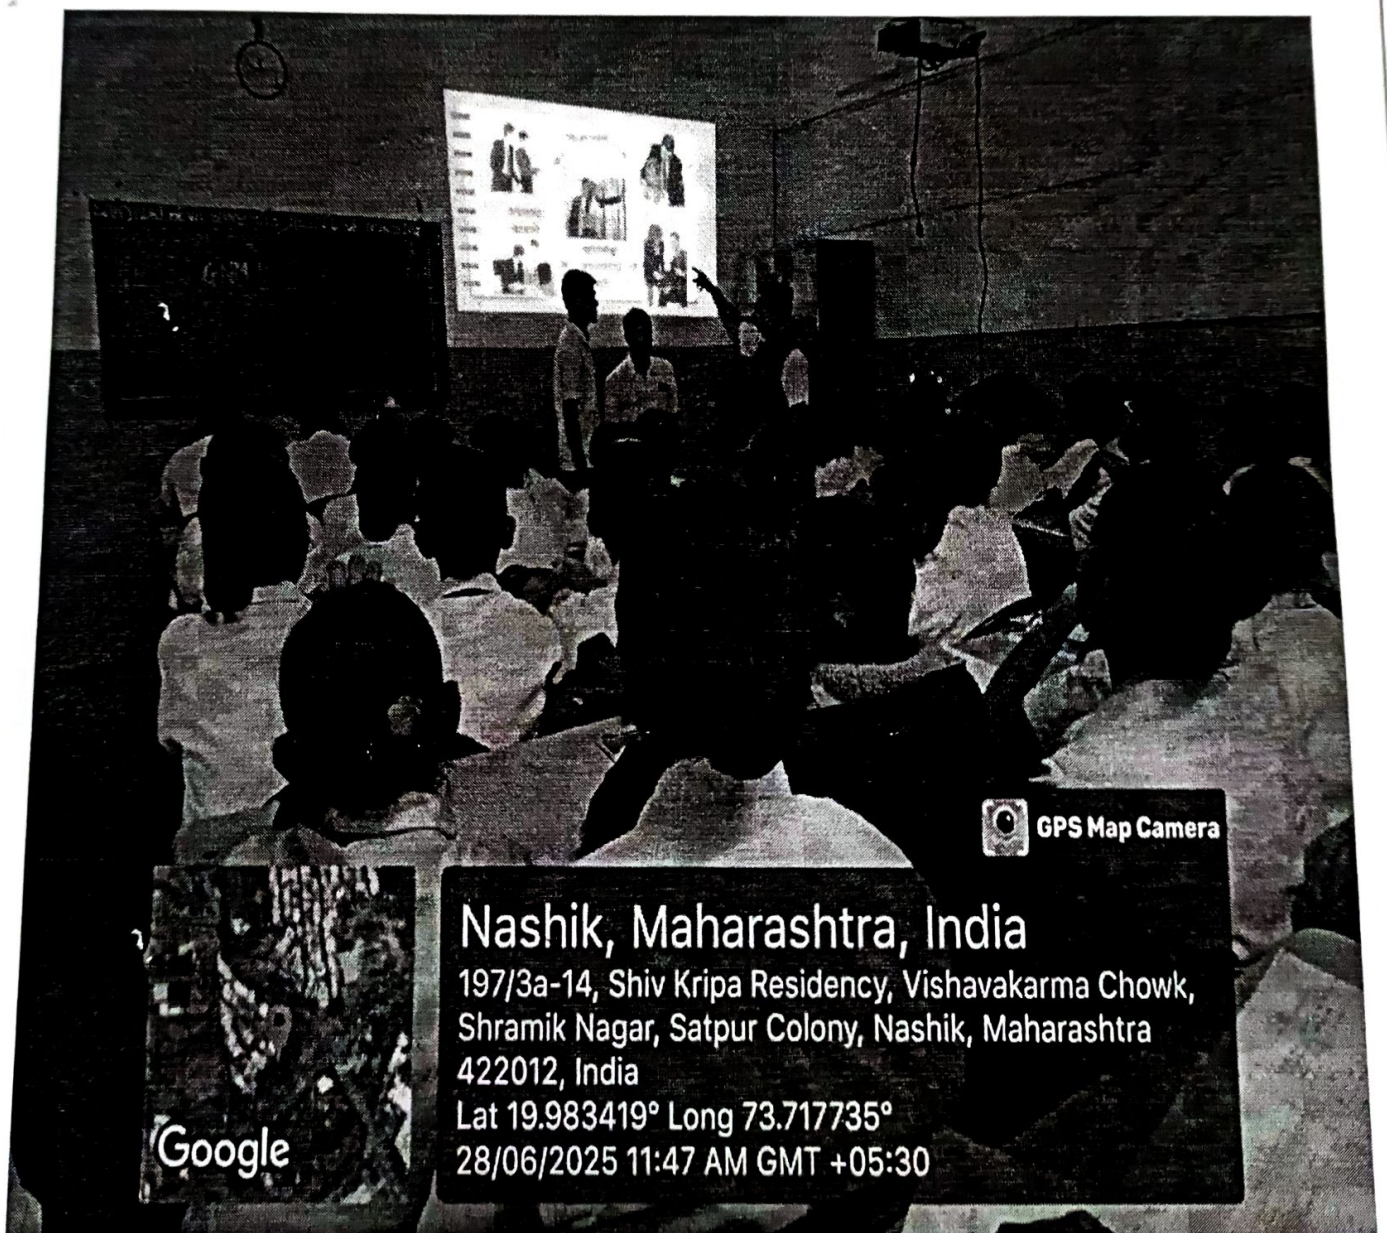 GPS Map Camera
Nashik, Maharashtra, India
197/3a-14, Shiv Kripa Residency, Vishavakarma Chowk,
Shramik Nagar, Satpur Colony, Nashik, Maharashtra
422012, India
Lat 19.983419° Long 73.717735°
28/06/2025 11:47 AM GMT +05:30
Google